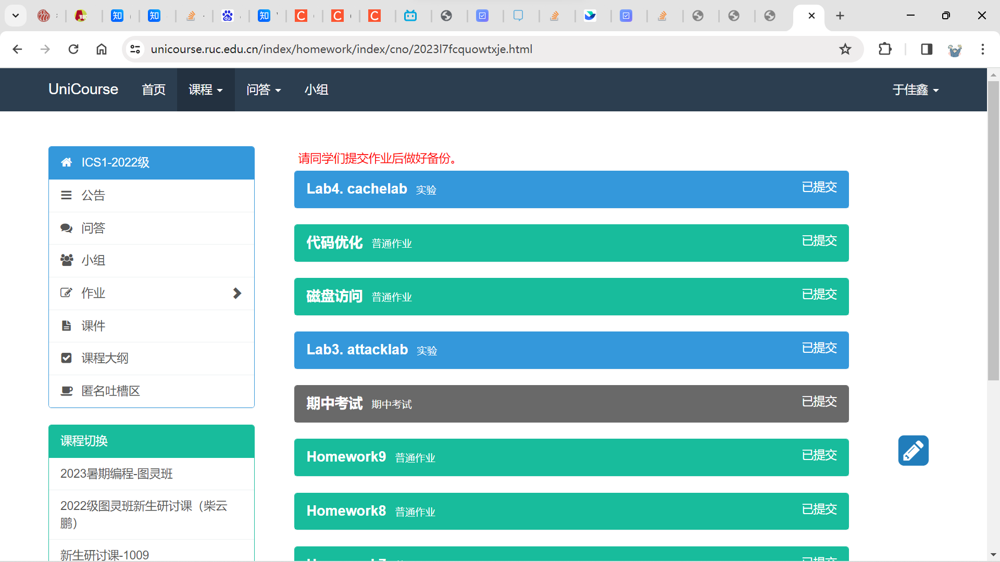 unicourse.ruc.edu.cn/index/homework/index/cno/2023l7fcquowtxje.html
UniCourse 首页 课程 问答 小组 于佳鑫
ICS1-2022级
公告
问答
小组
作业
课件
课程大纲
匿名吐槽区
课程切换
2023暑期编程-图灵班
2022级图灵班新生研讨课（柴云
鹏）
新生研讨课-1009
请同学们提交作业后做好备份。
Lab4. cachelab 实验 已提交
代码优化 普通作业 已提交
磁盘访问 普通作业 已提交
Lab3. attacklab 实验 已提交
期中考试 期中考试 已提交
Homework9 普通作业 已提交
Homework8 普通作业 已提交